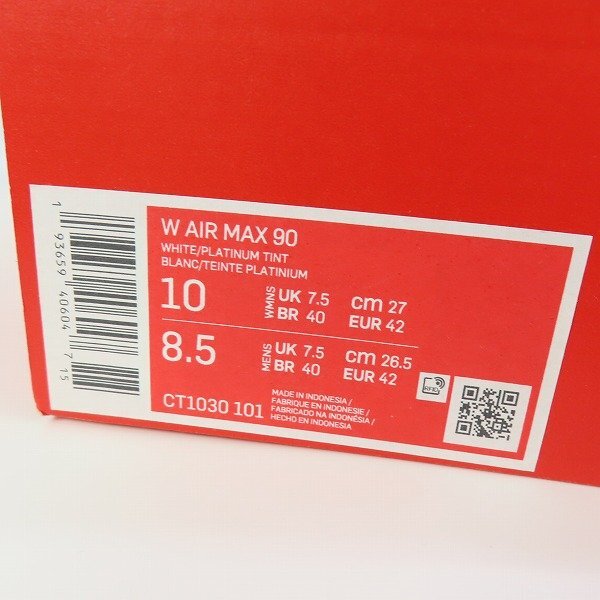 W AIR MAX 90
WHITE/PLATINUM TINT
BLANC/TEINTE PLATINIUM
10 WMNS UK 7.5 cm 27
BR 40 EUR 42
8.5 MENS UK 7.5 cm 26.5
BR 40 EUR 42
CT1030 101
MADE IN INDONESIA /
FABRIQUE EN INDONESIE /
FABRICADO NA INDONÉSIA /
HECHO EN INDONESIA
RFID
1 93659 40604 7 15